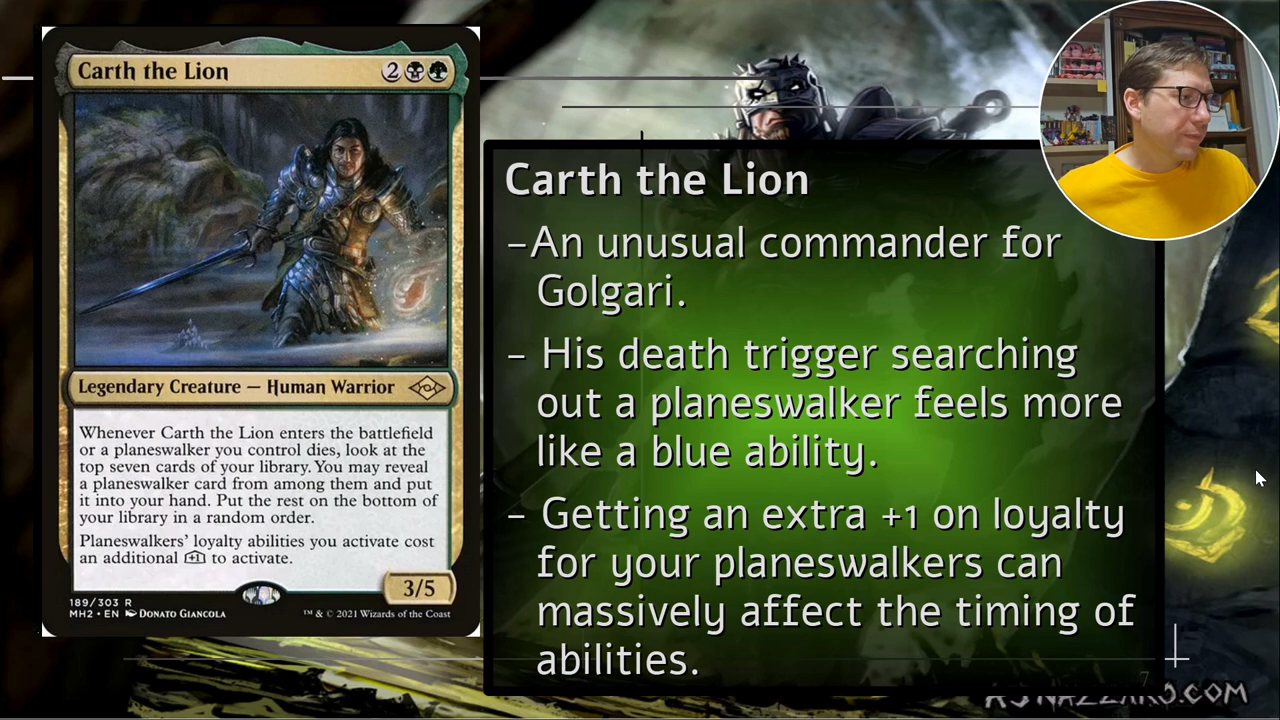 Carth the Lion 2
Legendary Creature — Human Warrior
Whenever Carth the Lion enters the battlefield
or a planeswalker you control dies, look at the
top seven cards of your library. You may reveal
a planeswalker card from among them and put
it into your hand. Put the rest on the bottom of
your library in a random order.
Planeswalkers' loyalty abilities you activate cost
an additional +1 to activate.
3/5
189/303 R
MH2 • EN Donato Giancola
™ & © 2021 Wizards of the Coast
Carth the Lion
–An unusual commander for
Golgari.
– His death trigger searching
out a planeswalker feels more
like a blue ability.
– Getting an extra +1 on loyalty
for your planeswalkers can
massively affect the timing of
abilities.
7
AJNAZZARO.COM